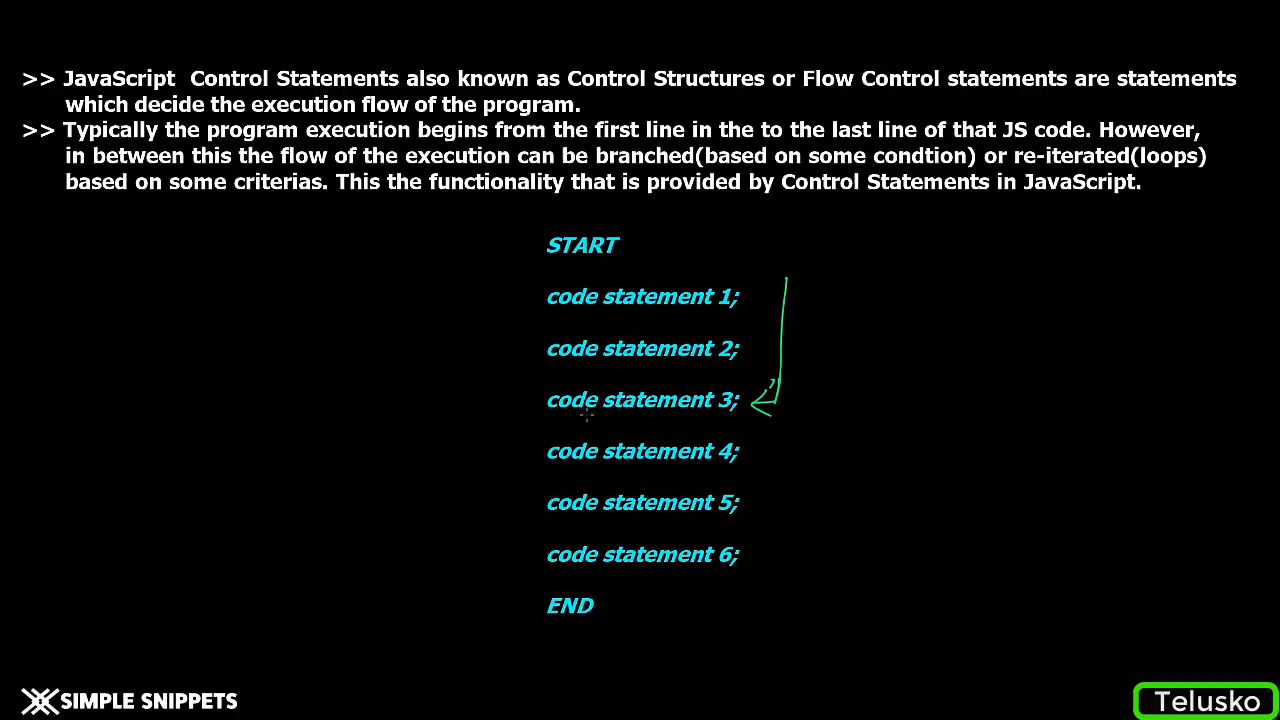 >> JavaScript  Control Statements also known as Control Structures or Flow Control statements are statements
which decide the execution flow of the program.
>> Typically the program execution begins from the first line in the to the last line of that JS code. However,
in between this the flow of the execution can be branched(based on some condtion) or re-iterated(loops)
based on some criterias. This the functionality that is provided by Control Statements in JavaScript.
START
code statement 1;
code statement 2;
code statement 3;
code statement 4;
code statement 5;
code statement 6;
END
SIMPLE SNIPPETS
Telusko